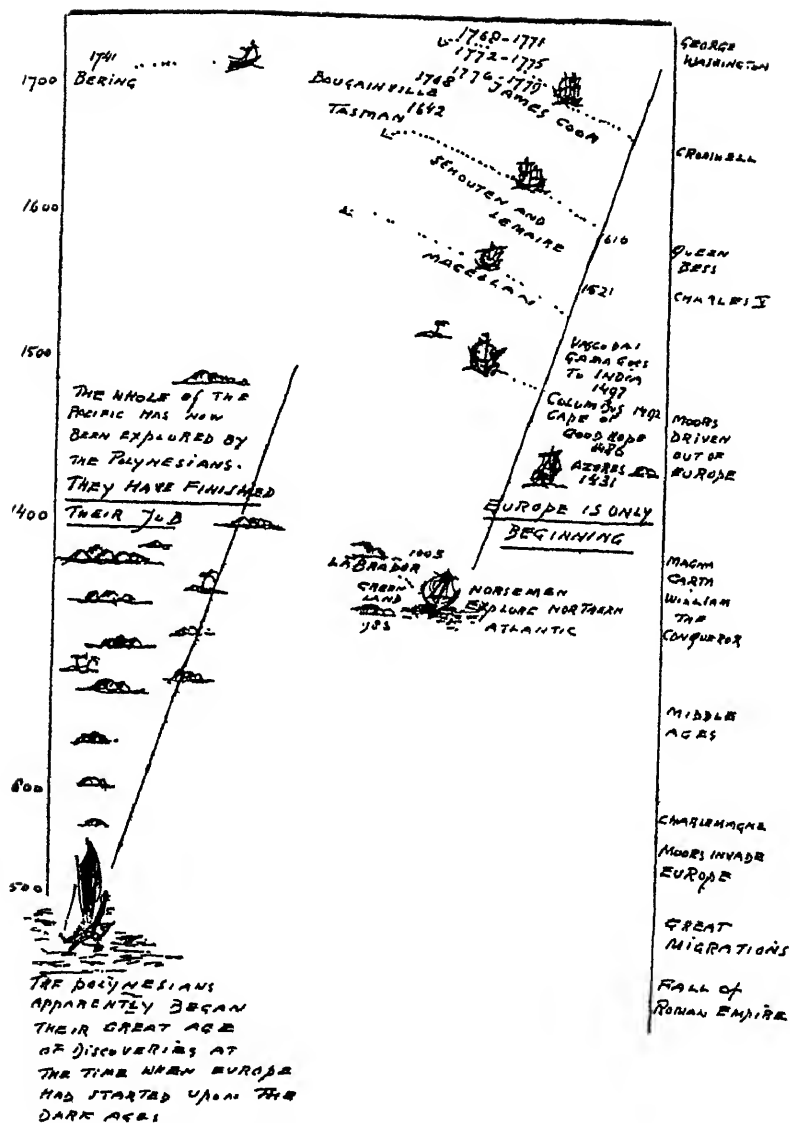 1700
1741
BERING
1768-1771
1772-1775
1776-1779
JAMES COOK
1768
BOUGAINVILLE
TASMAN 1642
SCHOUTEN AND
LEMAIRE
1616
MAGELLAN
1521
GEORGE
WASHINGTON
CROMWELL
1600
QUEEN
BESS
CHARLES V
1500
VASCO DA
GAMA GOES
TO INDIA
1497
COLUMBUS 1492
CAPE OF
GOOD HOPE
1486
AZORES
1431
MOORS
DRIVEN
OUT OF
EUROPE
THE WHOLE OF THE
PACIFIC HAS NOW
BEEN EXPLORED BY
THE POLYNESIANS.
THEY HAVE FINISHED
THEIR JOB
1400
EUROPE IS ONLY
BEGINNING
1003
LABRADOR
GREEN
LAND
983
NORSEMEN
EXPLORE NORTHERN
ATLANTIC
MAGNA
CARTA
WILLIAM
THE
CONQUEROR
MIDDLE
AGES
600
CHARLEMAGNE
MOORS INVADE
EUROPE
500
GREAT
MIGRATIONS
FALL OF
ROMAN EMPIRE
THE POLYNESIANS
APPARENTLY BEGAN
THEIR GREAT AGE
OF DISCOVERIES AT
THE TIME WHEN EUROPE
HAD STARTED UPON THE
DARK AGES